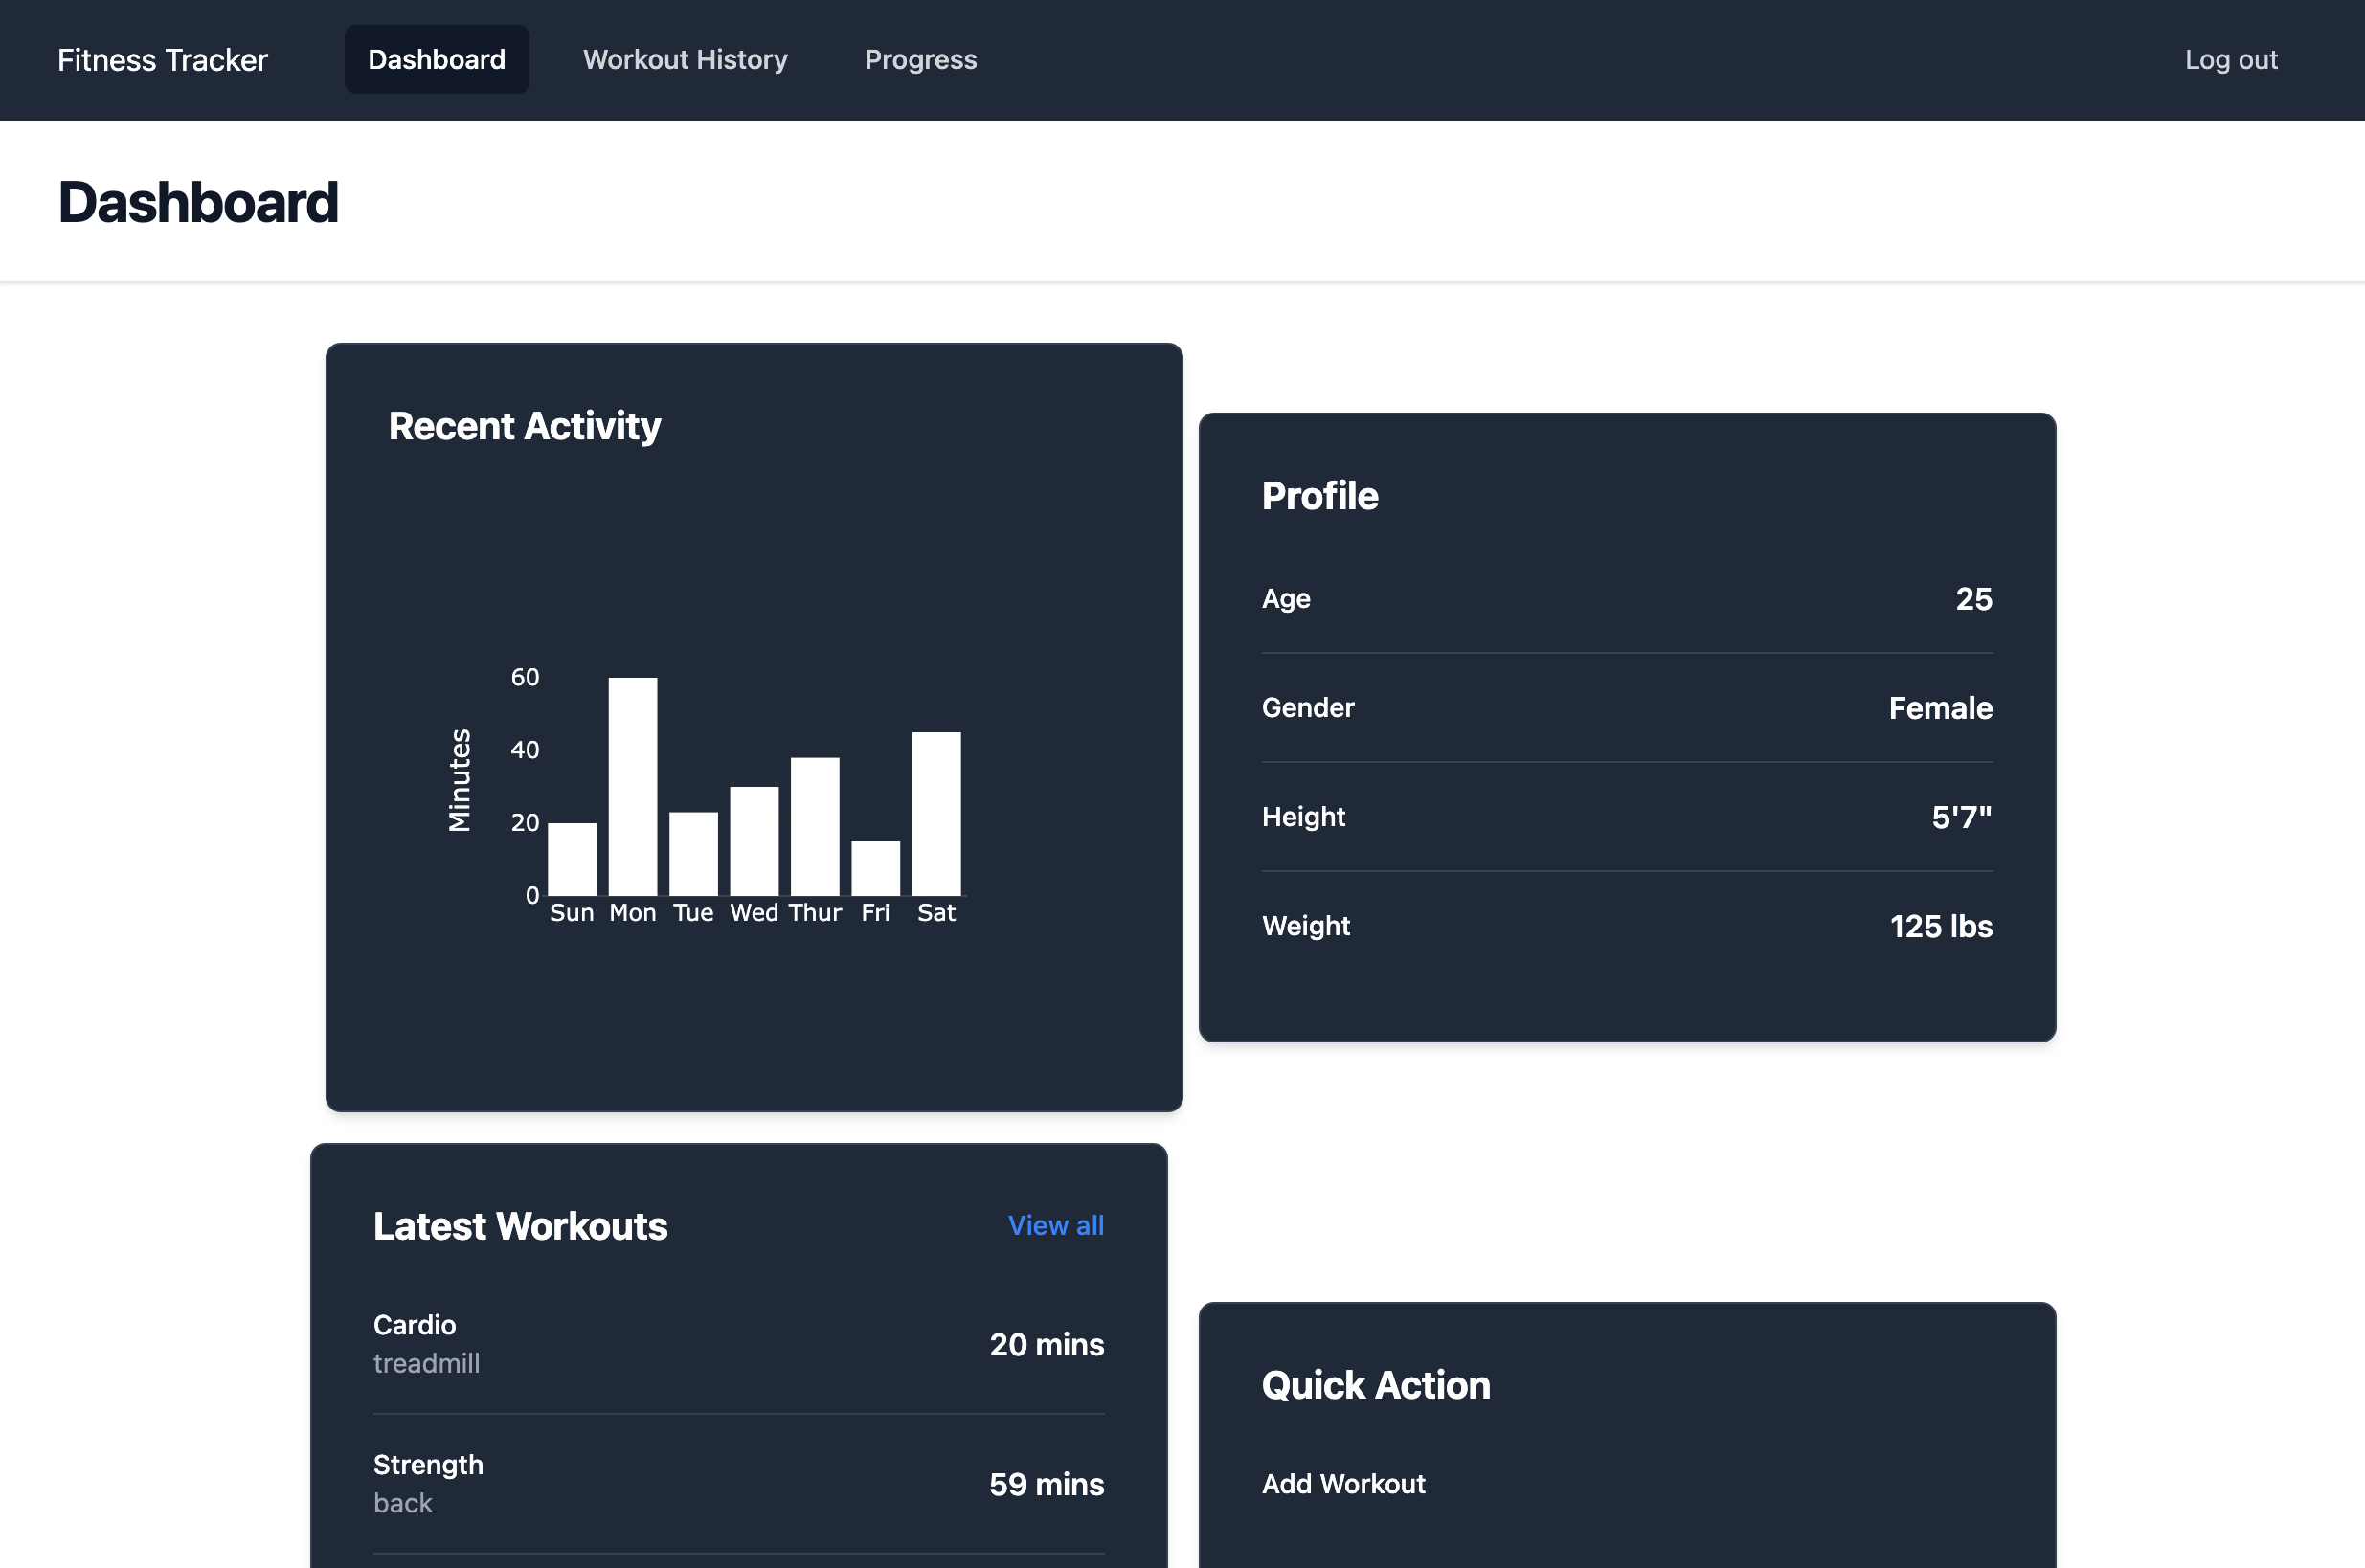 Fitness Tracker
Dashboard
Workout History
Progress
Log out
Dashboard
Recent Activity
Minutes
60
40
20
0
Sun Mon Tue Wed Thur Fri Sat
Profile
Age 25
Gender Female
Height 5'7"
Weight 125 lbs
Latest Workouts View all
Cardio
treadmill
20 mins
Strength
back
59 mins
Quick Action
Add Workout